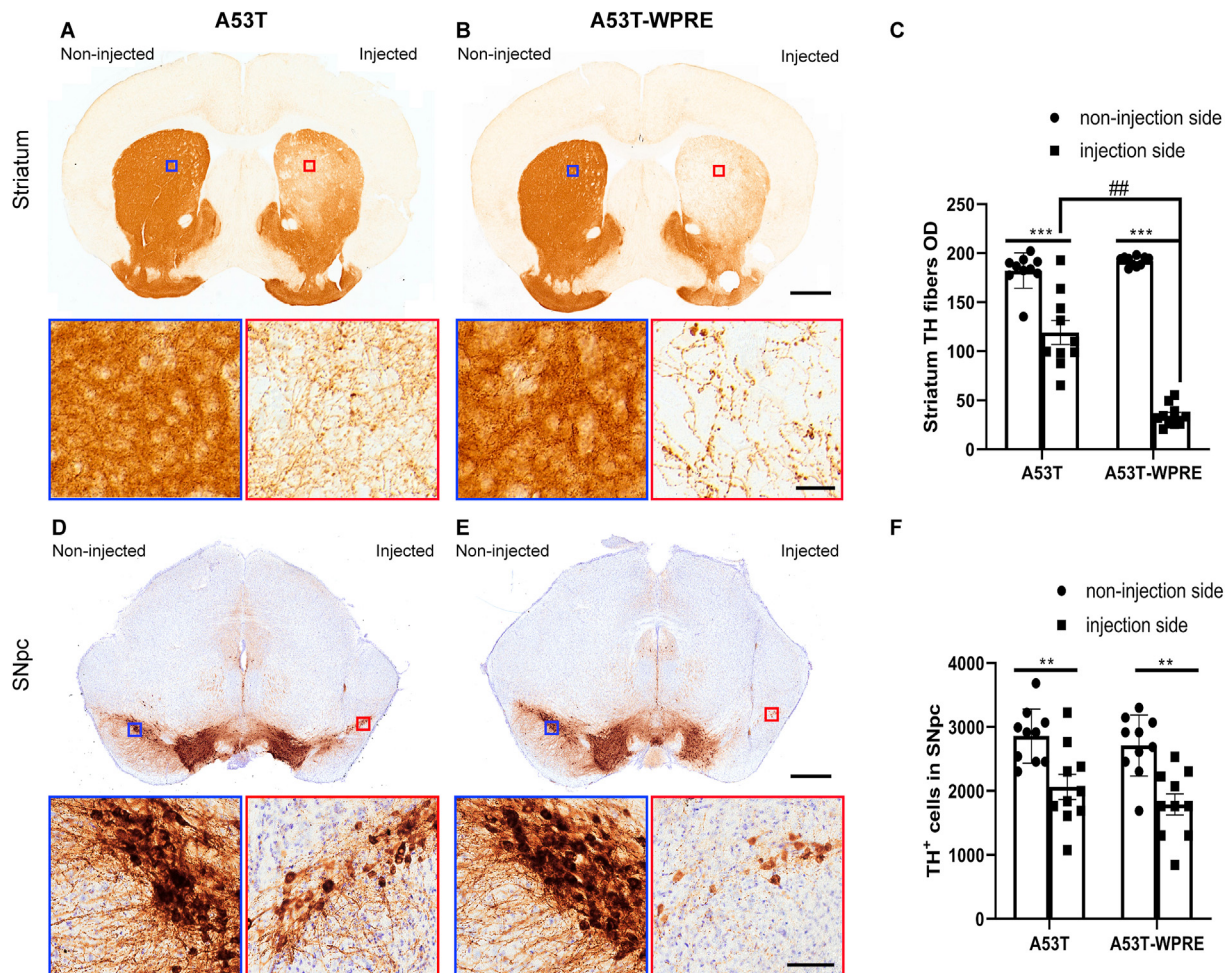 A53T
A53T-WPRE
A
B
C
Non-injected
Injected
Non-injected
Injected
Striatum
non-injection side
injection side
##
***
***
250
200
150
100
50
0
Striatum TH fibers OD
A53T
A53T-WPRE
D
E
F
Non-injected
Injected
Non-injected
Injected
SNpc
non-injection side
injection side
**
**
4000
3000
2000
1000
0
TH⁺ cells in SNpc
A53T
A53T-WPRE